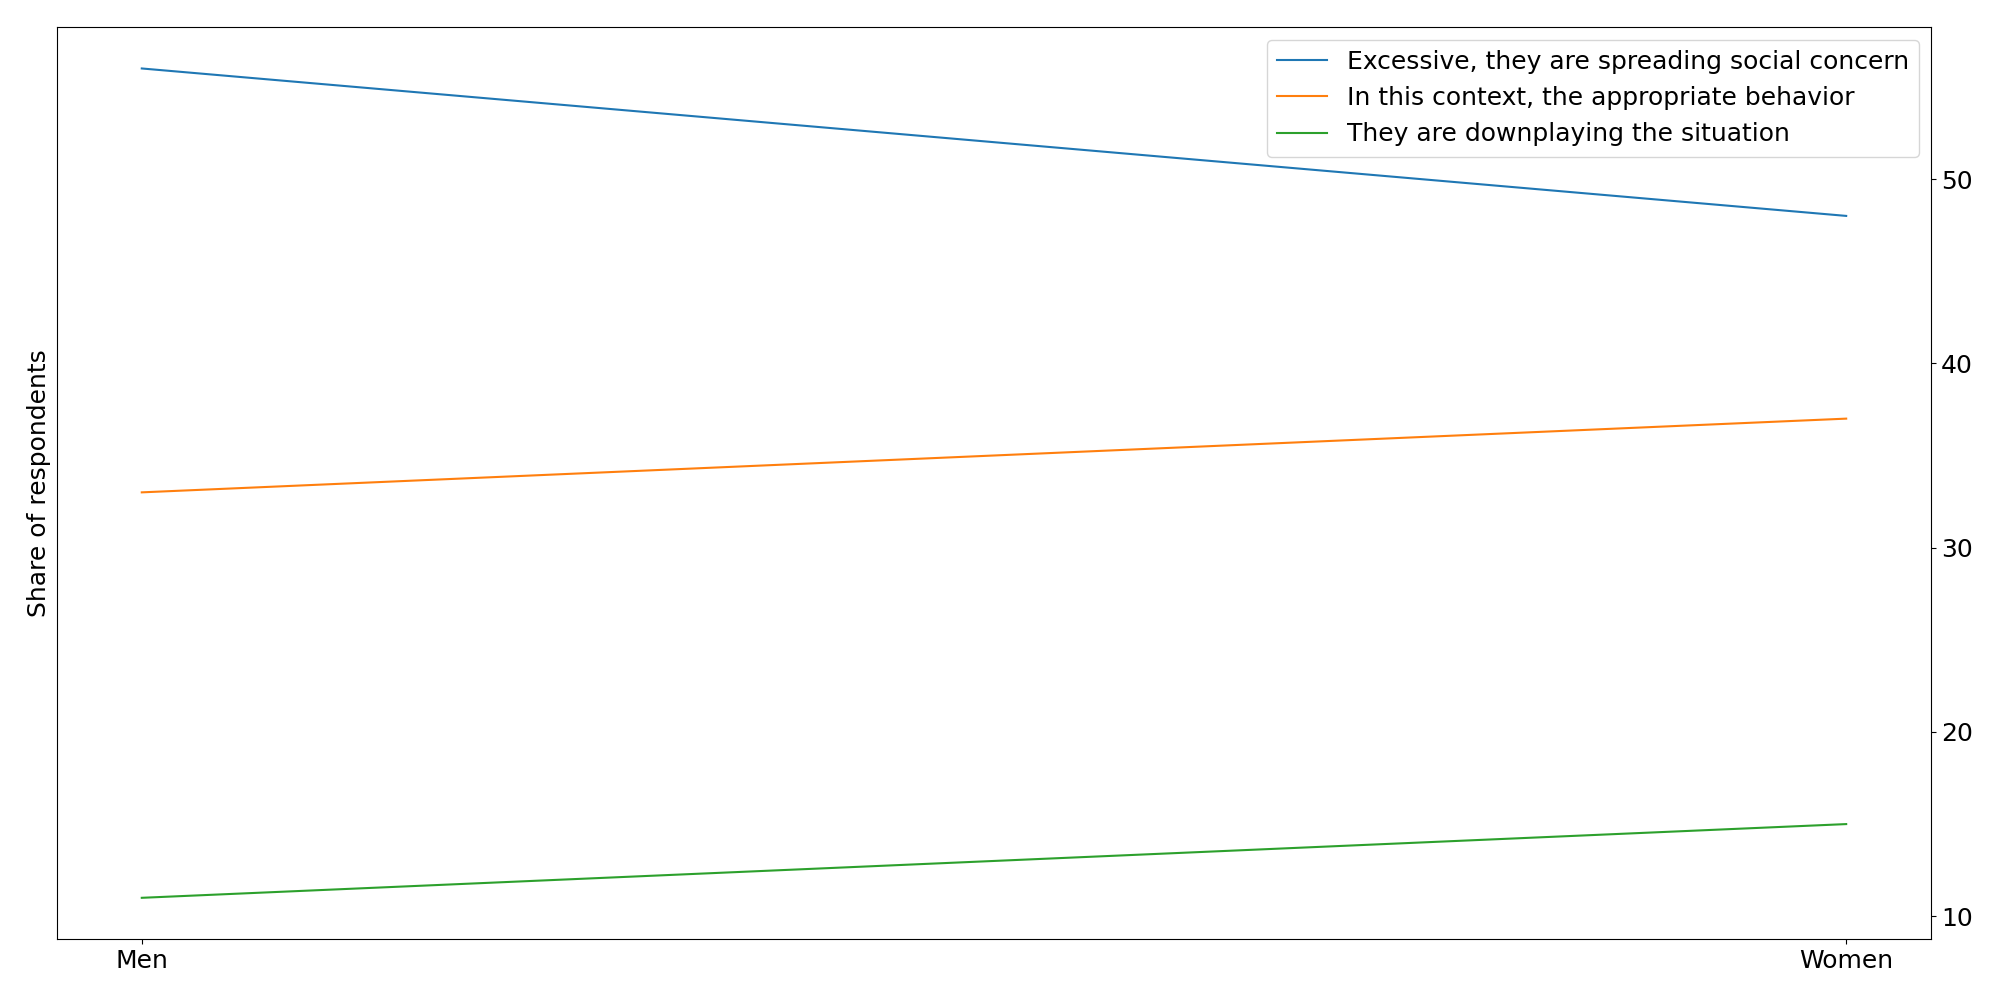 Excessive, they are spreading social concern
In this context, the appropriate behavior
They are downplaying the situation
Share of respondents
50
40
30
20
10
Men
Women